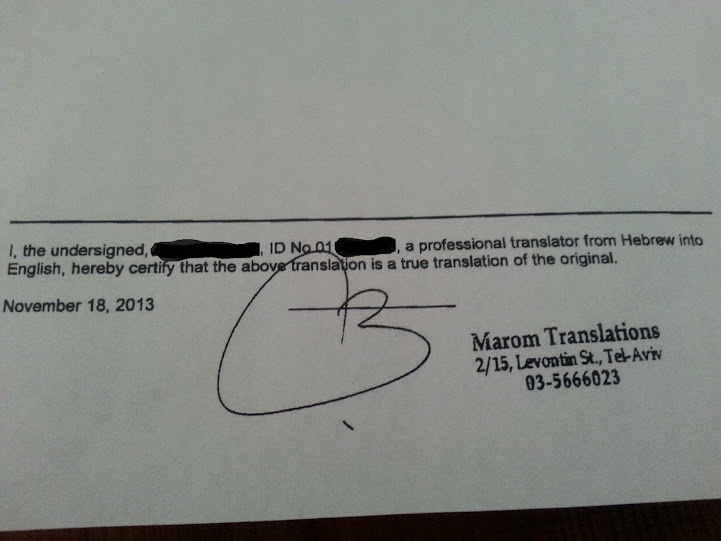 I, the undersigned, , ID No 01 , a professional translator from Hebrew into
English, hereby certify that the above translation is a true translation of the original.
November 18, 2013
Marom Translations
2/15, Levontin St., Tel-Aviv
03-5666023